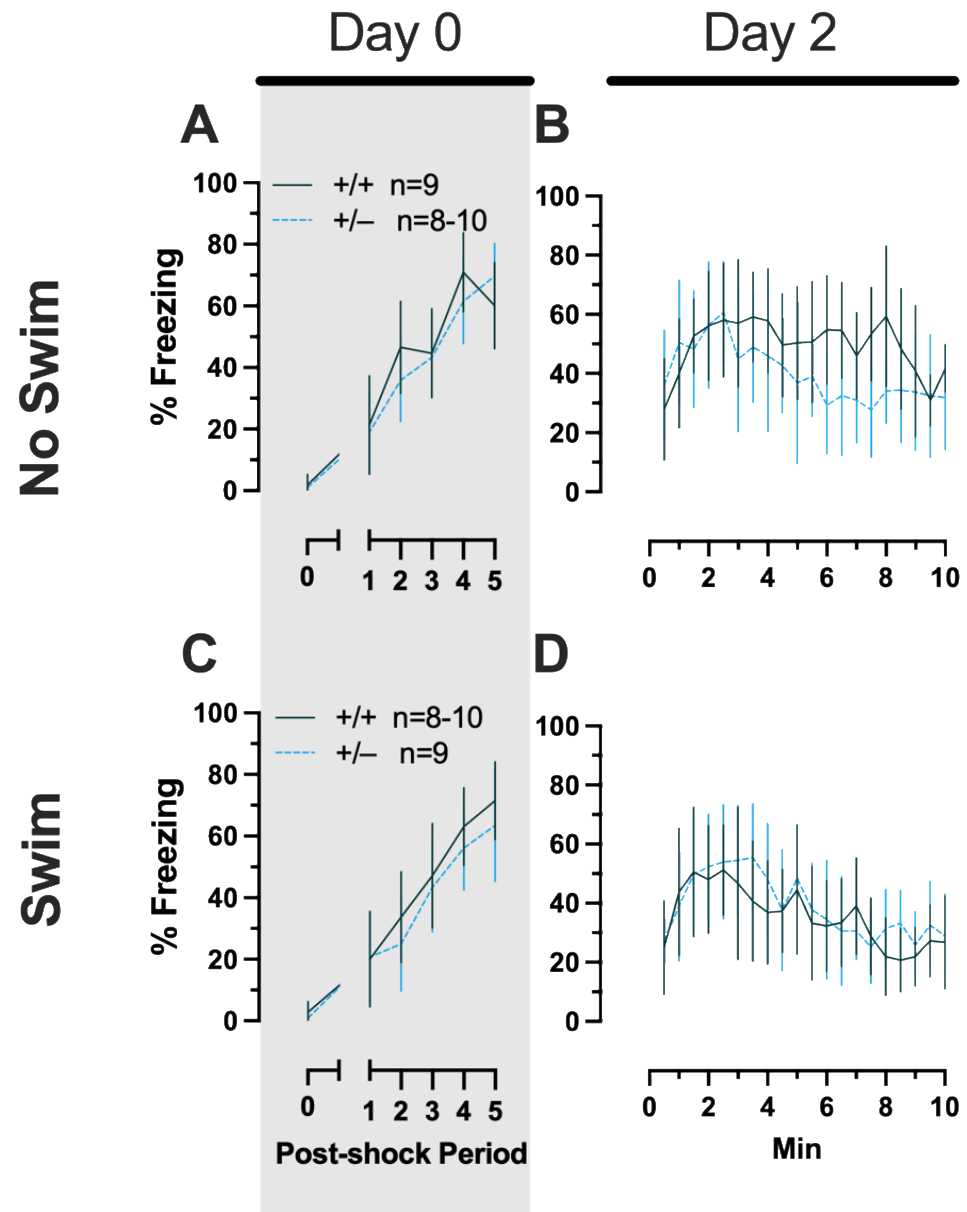 Day 0
Day 2
A
B
No Swim
% Freezing
100
80
60
40
20
0
+/+ n=9
+/– n=8-10
0
1 2 3 4 5
100
80
60
40
20
0
0 2 4 6 8 10
C
D
Swim
% Freezing
100
80
60
40
20
0
+/+ n=8-10
+/– n=9
0
1 2 3 4 5
Post-shock Period
100
80
60
40
20
0
0 2 4 6 8 10
Min